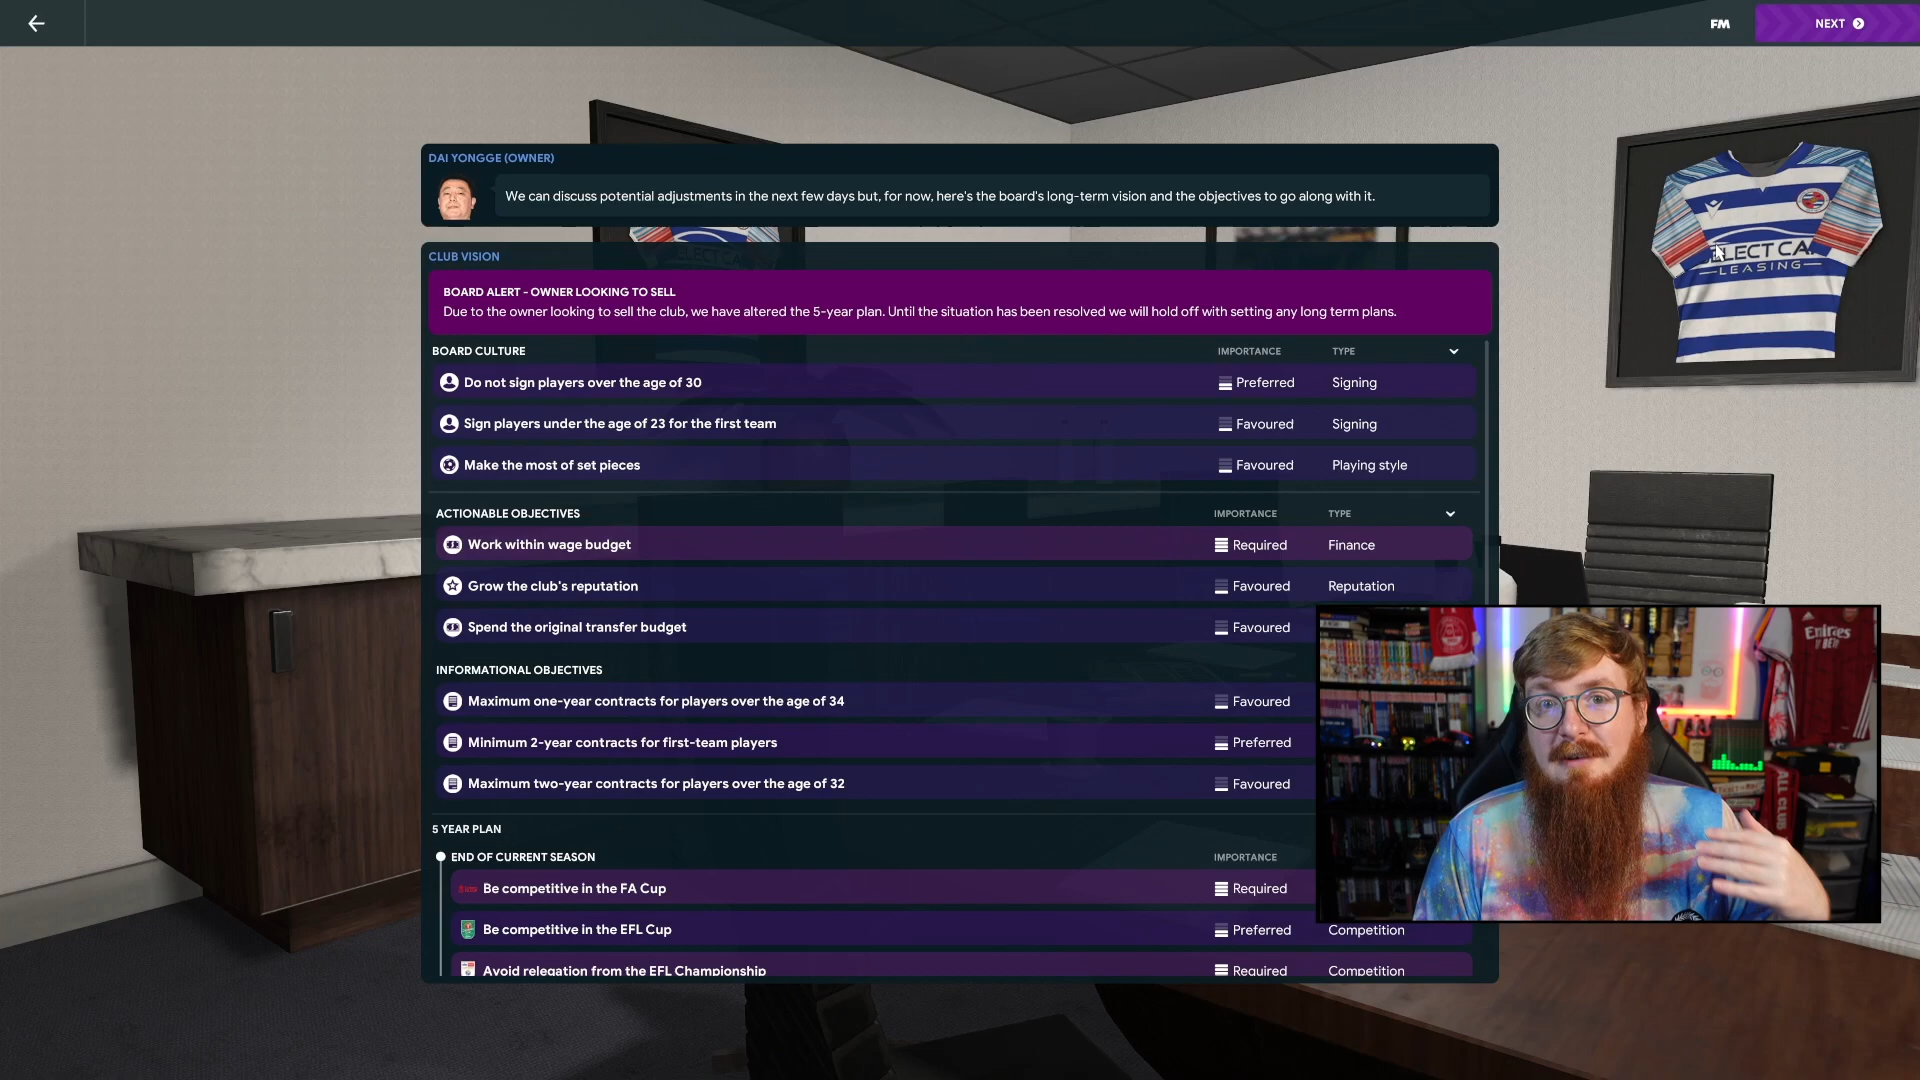 FM
NEXT
DAI YONGGE (OWNER)
We can discuss potential adjustments in the next few days but, for now, here's the board's long-term vision and the objectives to go along with it.
CLUB VISION
BOARD ALERT - OWNER LOOKING TO SELL
Due to the owner looking to sell the club, we have altered the 5-year plan. Until the situation has been resolved we will hold off with setting any long term plans.
BOARD CULTURE IMPORTANCE TYPE
Do not sign players over the age of 30 Preferred Signing
Sign players under the age of 23 for the first team Favoured Signing
Make the most of set pieces Favoured Playing style
ACTIONABLE OBJECTIVES IMPORTANCE TYPE
Work within wage budget Required Finance
Grow the club's reputation Favoured Reputation
Spend the original transfer budget Favoured
INFORMATIONAL OBJECTIVES
Maximum one-year contracts for players over the age of 34 Favoured
Minimum 2-year contracts for first-team players Preferred
Maximum two-year contracts for players over the age of 32 Favoured
5 YEAR PLAN
END OF CURRENT SEASON IMPORTANCE
Be competitive in the FA Cup Required
Be competitive in the EFL Cup Preferred Competition
Avoid relegation from the EFL Championship Required Competition
LEASING
Emirates